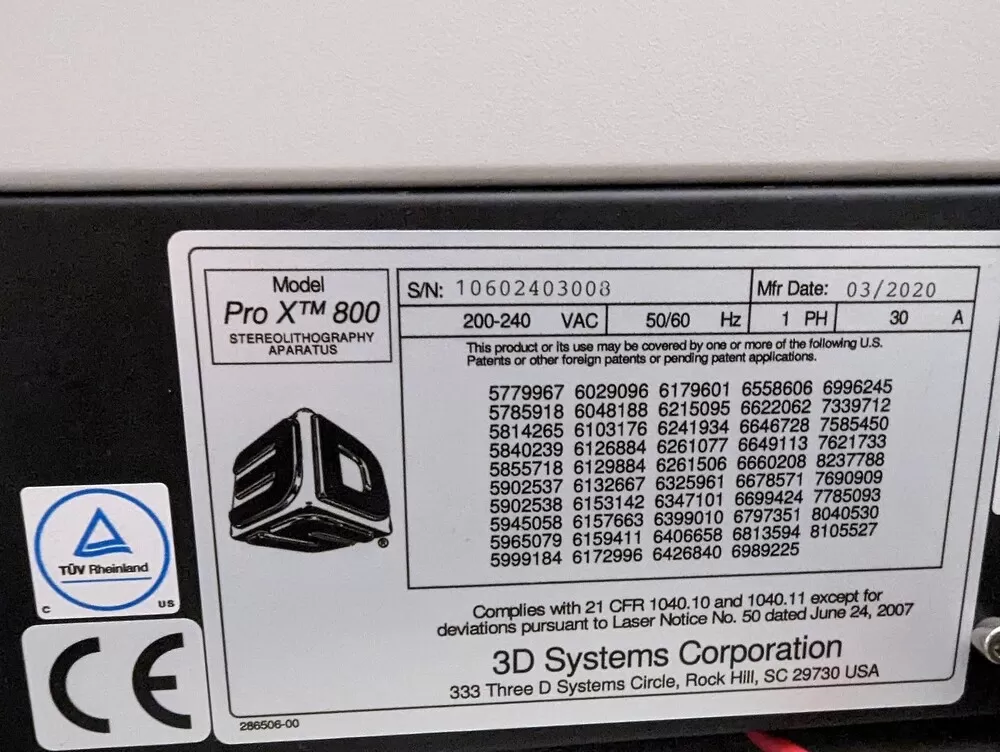 Model
Pro X™ 800
STEREOLITHOGRAPHY
APPARATUS
S/N: 10602403008
Mfr Date: 03/2020
200-240 VAC
50/60 Hz
1 PH
30 A
This product or its use may be covered by one or more of the following U.S.
Patents or other foreign patents or pending patent applications.
5779967 6029096 6179601 6558606 6996245
5785918 6048188 6215095 6622062 7339712
5814265 6103176 6241934 6646728 7585450
5840239 6126884 6261077 6649113 7621733
5855718 6129884 6261506 6660208 8237788
5902537 6132667 6325961 6678571 7690909
5902538 6153142 6347101 6699424 7785093
5945058 6157663 6399010 6797351 8040530
5965079 6159411 6406658 6813594 8105527
5999184 6172996 6426840 6989225
3D
®
TÜV Rheinland
C US
CE
Complies with 21 CFR 1040.10 and 1040.11 except for
deviations pursuant to Laser Notice No. 50 dated June 24, 2007
3D Systems Corporation
333 Three D Systems Circle, Rock Hill, SC 29730 USA
286506-00